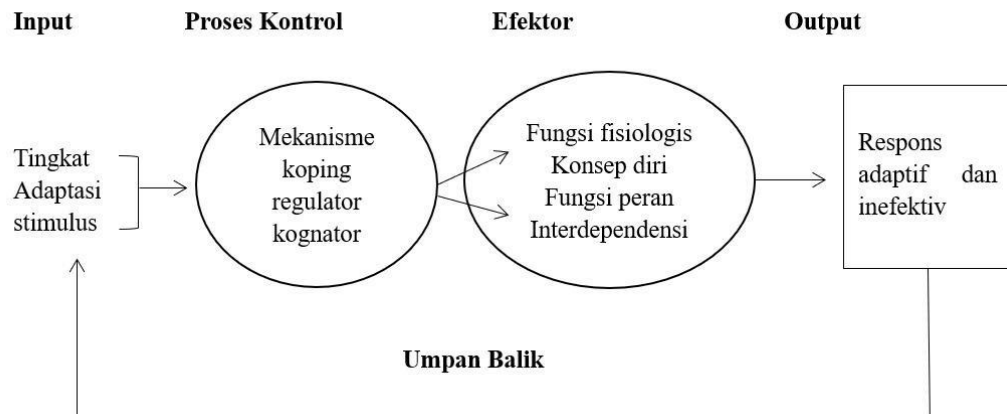 Input
Proses Kontrol
Efektor
Output
Tingkat
Adaptasi
stimulus
Mekanisme
koping
regulator
kognator
Fungsi fisiologis
Konsep diri
Fungsi peran
Interdependensi
Respons
adaptif dan
inefektiv
Umpan Balik